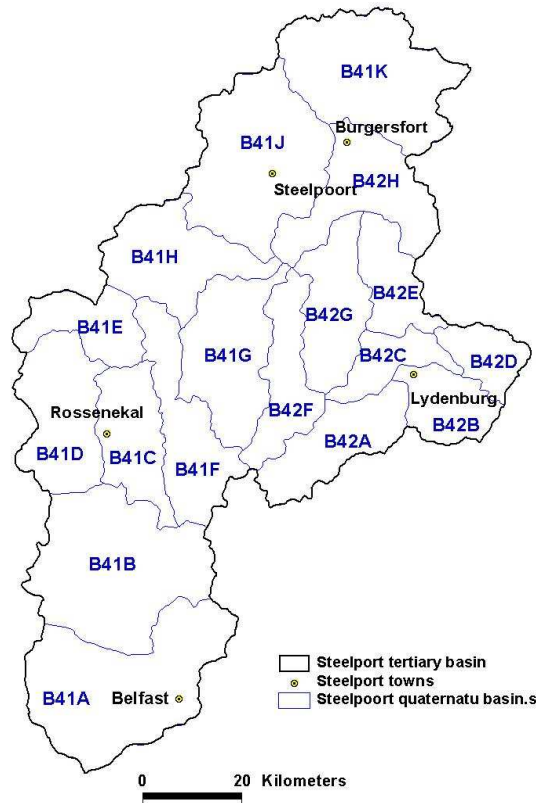 B41K
Burgersfort
B41J
B42H
Steelpoort
B41H
B42E
B42G
B41E
B41G
B42C
B42D
Rossenekal
Lydenburg
B42F
B42B
B42A
B41D
B41C
B41F
B41B
Steelport tertiary basin
Steelport towns
Steelpoort quaternatu basin.s
B41A
Belfast
0 20 Kilometers